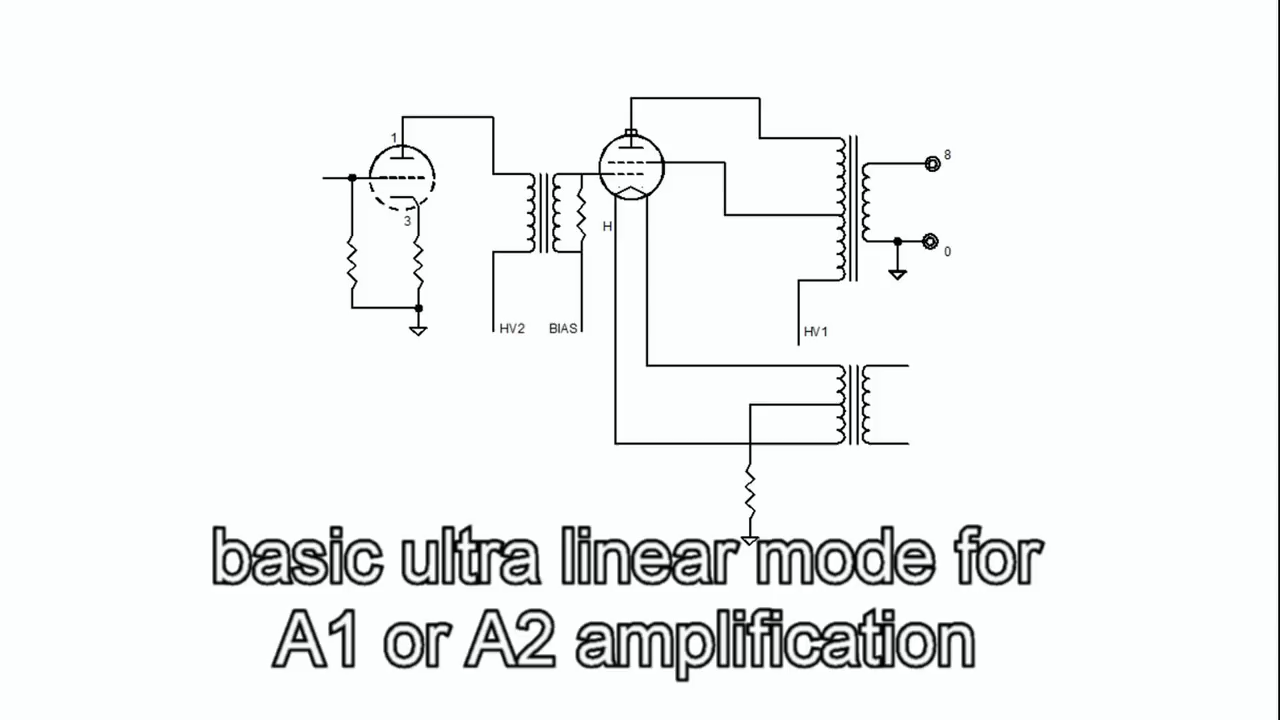 1
8
3
H
0
HV2
BIAS
HV1
basic ultra linear mode for
A1 or A2 amplification